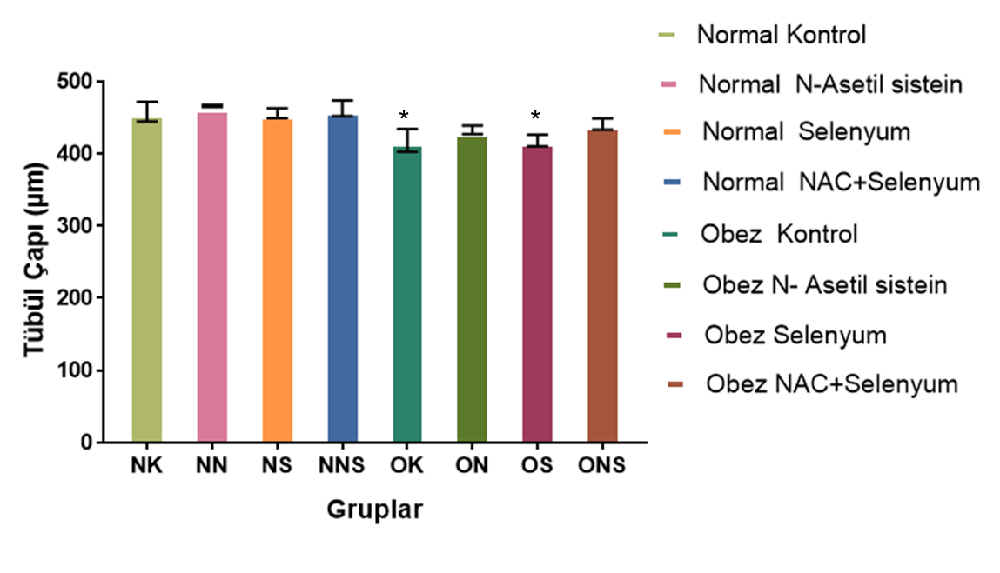 Normal Kontrol
Normal N-Asetil sistein
Normal Selenyum
Normal NAC+Selenyum
Obez Kontrol
Obez N- Asetil sistein
Obez Selenyum
Obez NAC+Selenyum
Tübül Çapı (µm)
500
400
300
200
100
0
* *
NK NN NS NNS OK ON OS ONS
Gruplar